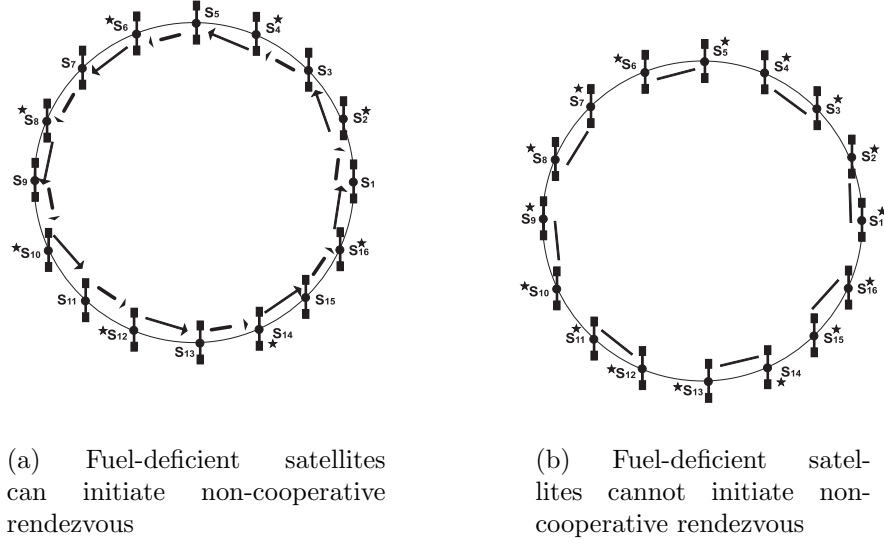 S5
★S6
S4★
S7
S3
★S8
S2★
S9
S1
★S10
S16★
S11
S15
★S12
S14★
S13
S5★
★S6
S4★
★S7
S3★
★S8
S2★
★S9
S1★
★S10
S16★
★S11
S15★
★S12
S14★
★S13
(a) Fuel-deficient satellites
can initiate non-cooperative
rendezvous
(b) Fuel-deficient satel-
lites cannot initiate non-
cooperative rendezvous